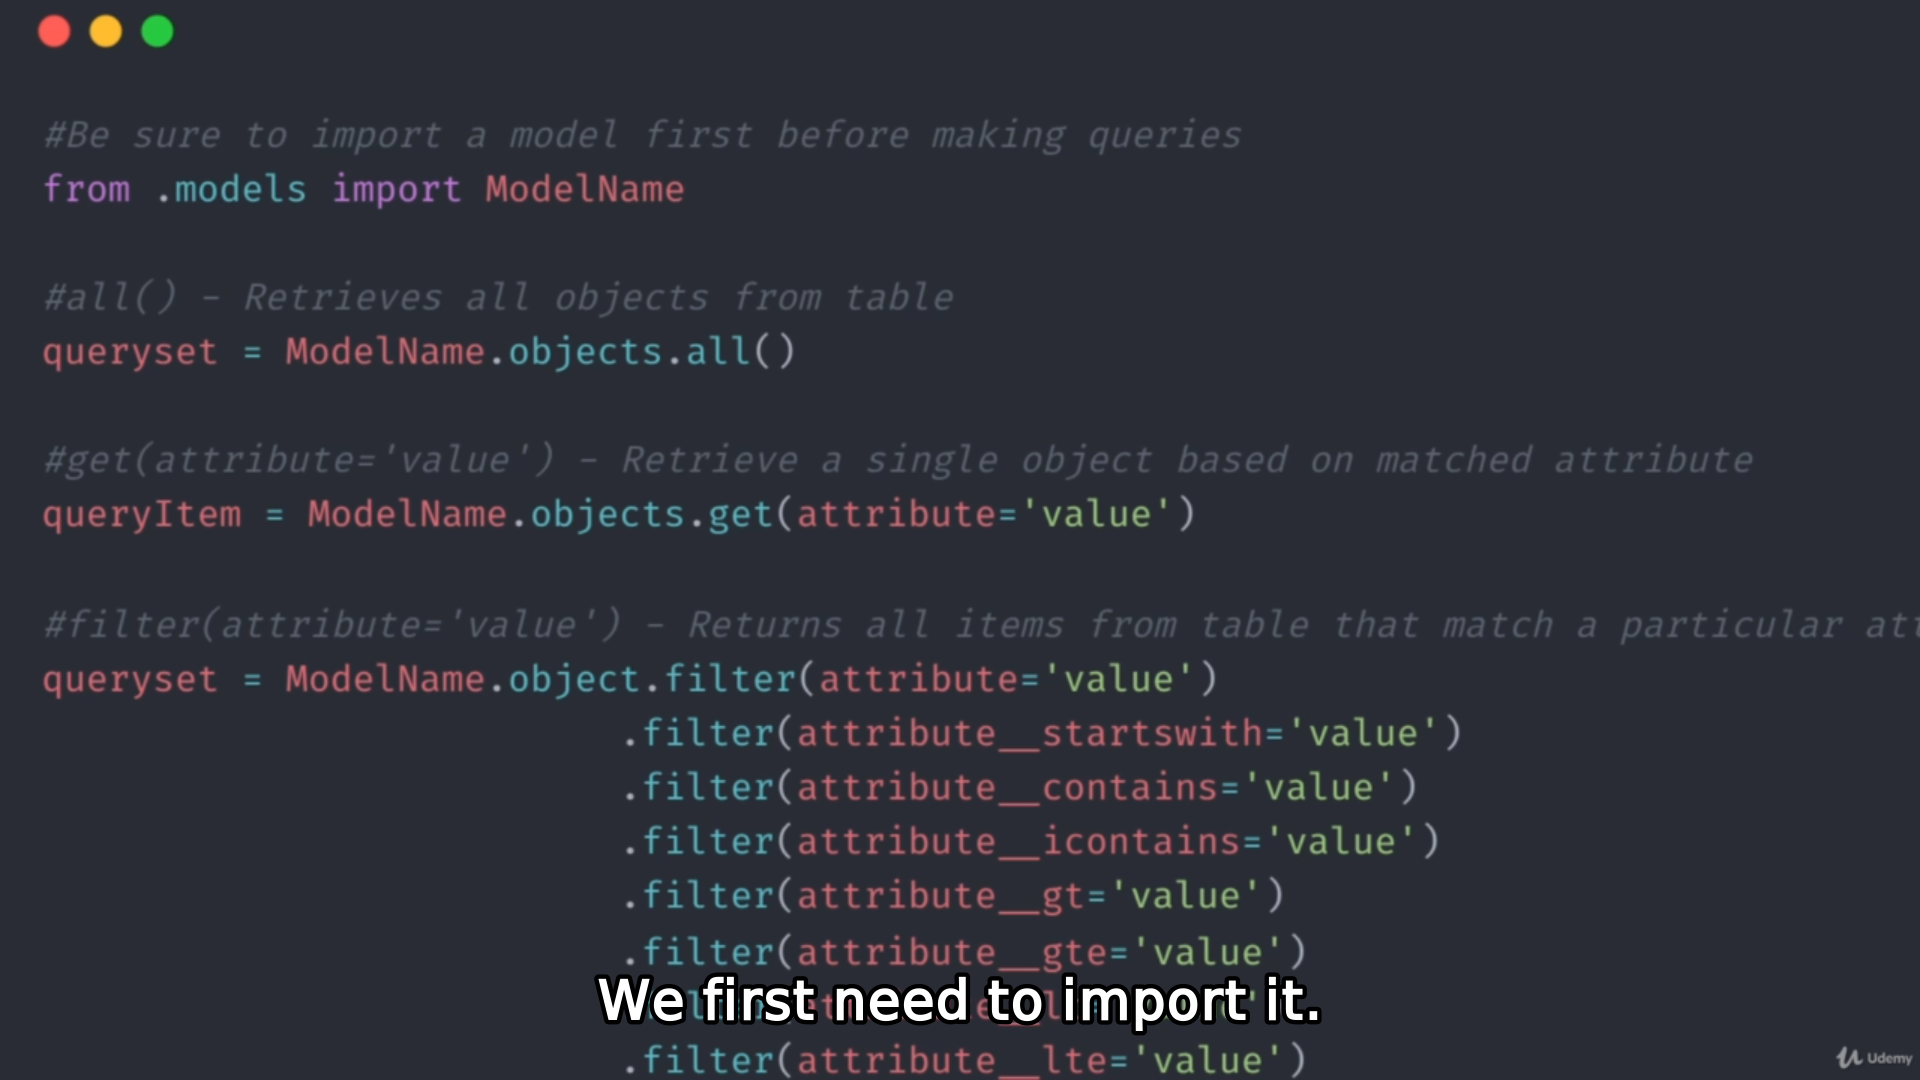 #Be sure to import a model first before making queries
from .models import ModelName
#all() – Retrieves all objects from table
queryset = ModelName.objects.all()
#get(attribute='value') – Retrieve a single object based on matched attribute
queryItem = ModelName.objects.get(attribute='value')
#filter(attribute='value') – Returns all items from table that match a particular att
queryset = ModelName.object.filter(attribute='value')
.filter(attribute__startswith='value')
.filter(attribute__contains='value')
.filter(attribute__icontains='value')
.filter(attribute__gt='value')
.filter(attribute__gte='value')
We first need to import it.
.filter(attribute__lte='value')
Udemy